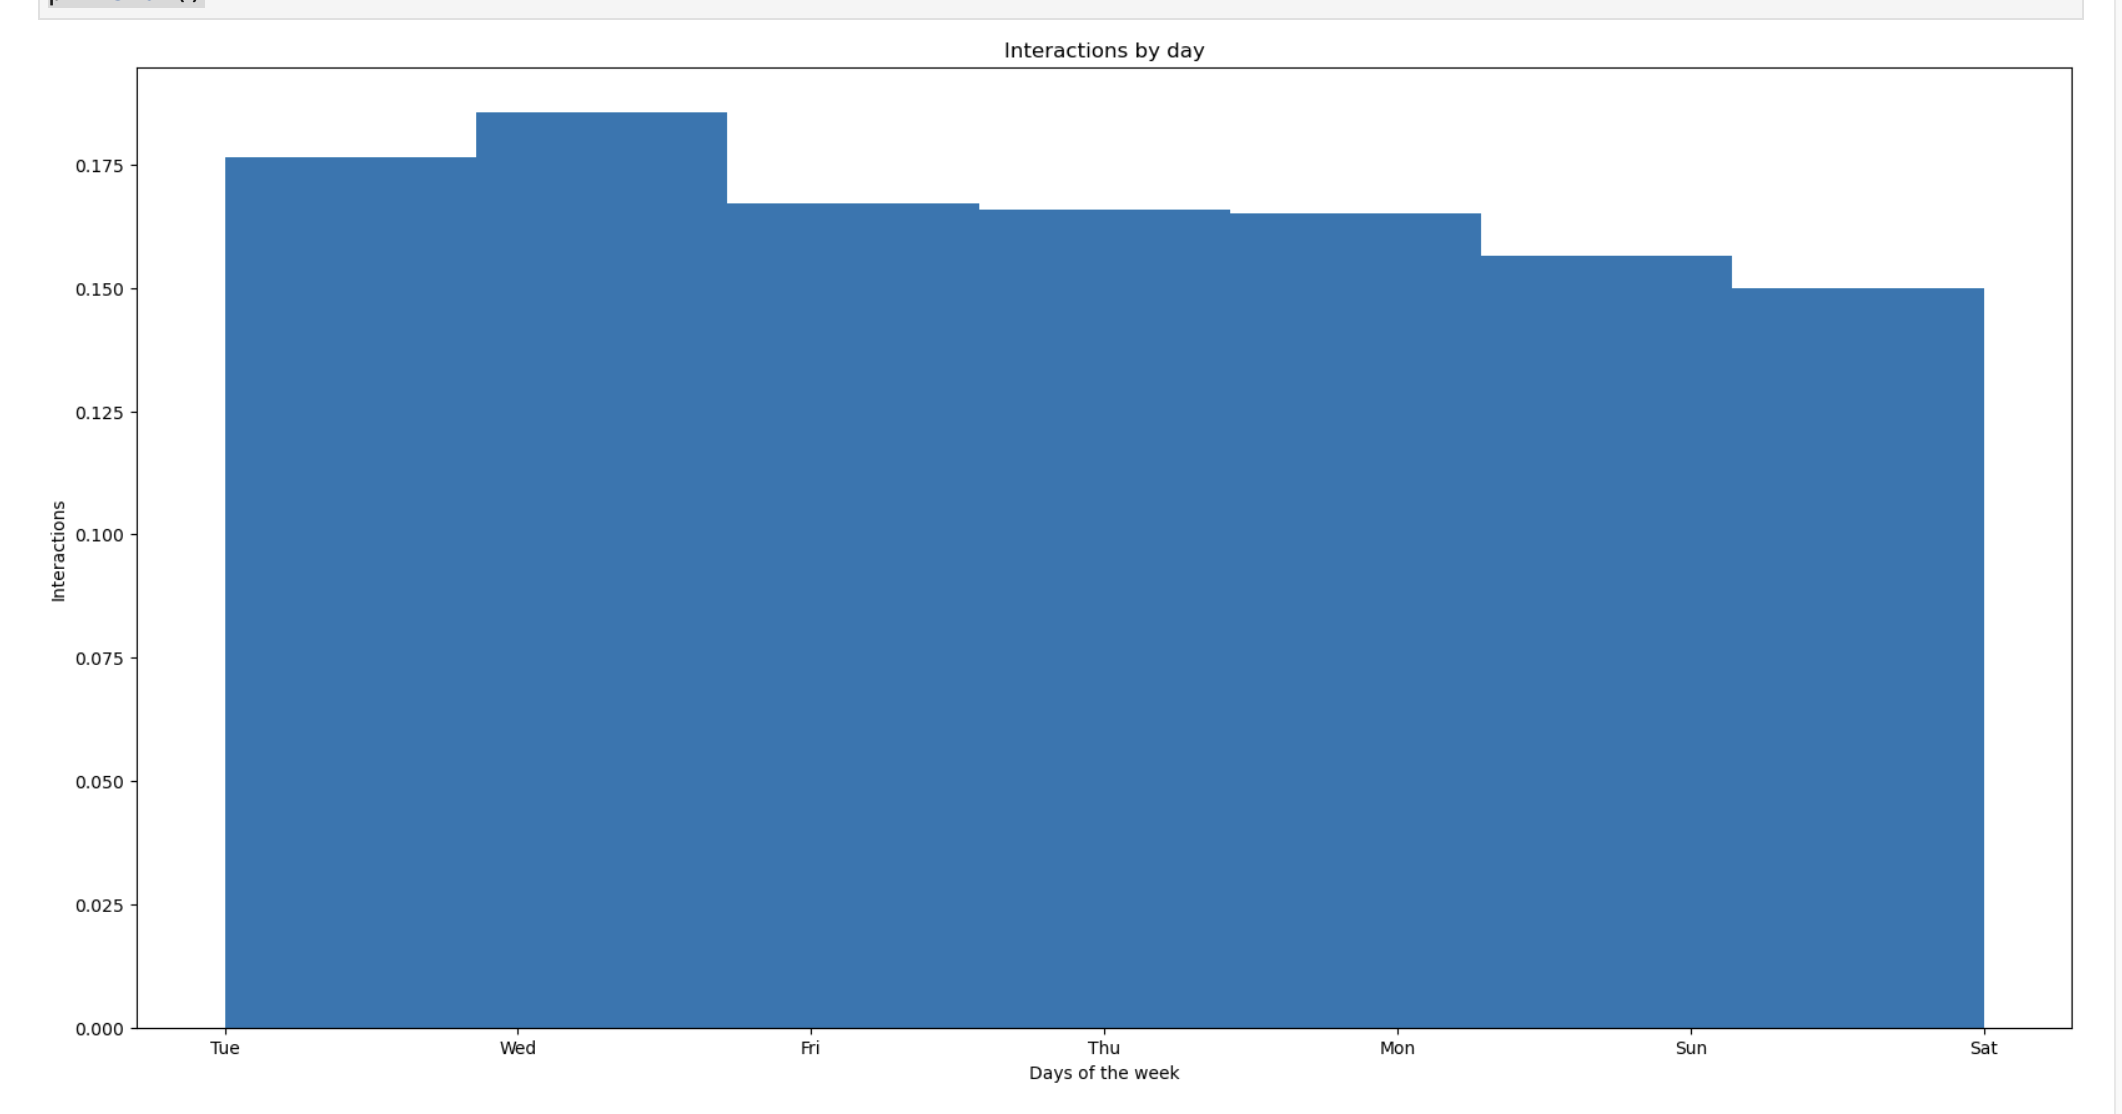 Interactions by day
Interactions
0.175
0.150
0.125
0.100
0.075
0.050
0.025
0.000
Tue Wed Fri Thu Mon Sun Sat
Days of the week